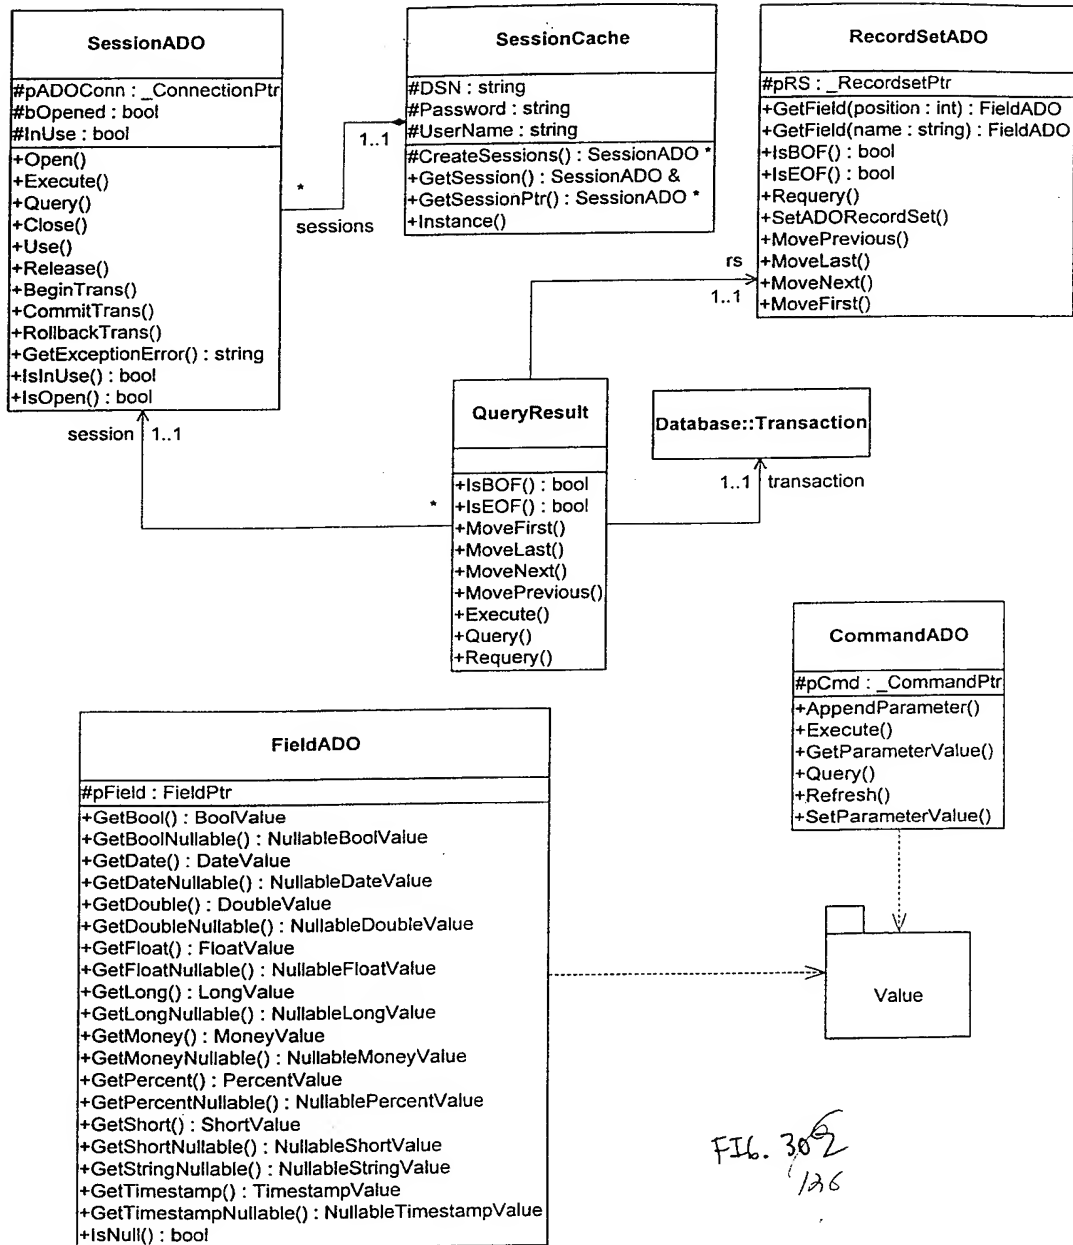 SessionADO
#pADOConn : _ConnectionPtr
#bOpened : bool
#InUse : bool
+Open()
+Execute()
+Query()
+Close()
+Use()
+Release()
+BeginTrans()
+CommitTrans()
+RollbackTrans()
+GetExceptionError() : string
+IsInUse() : bool
+IsOpen() : bool
1..1
*
sessions
SessionCache
#DSN : string
#Password : string
#UserName : string
#CreateSessions() : SessionADO *
+GetSession() : SessionADO &
+GetSessionPtr() : SessionADO *
+Instance()
RecordSetADO
#pRS : _RecordsetPtr
+GetField(position : int) : FieldADO
+GetField(name : string) : FieldADO
+IsBOF() : bool
+IsEOF() : bool
+Requery()
+SetADORecordSet()
+MovePrevious()
+MoveLast()
+MoveNext()
+MoveFirst()
rs
1..1
session
1..1
*
QueryResult
+IsBOF() : bool
+IsEOF() : bool
+MoveFirst()
+MoveLast()
+MoveNext()
+MovePrevious()
+Execute()
+Query()
+Requery()
Database::Transaction
1..1
transaction
CommandADO
#pCmd : _CommandPtr
+AppendParameter()
+Execute()
+GetParameterValue()
+Query()
+Refresh()
+SetParameterValue()
FieldADO
#pField : FieldPtr
+GetBool() : BoolValue
+GetBoolNullable() : NullableBoolValue
+GetDate() : DateValue
+GetDateNullable() : NullableDateValue
+GetDouble() : DoubleValue
+GetDoubleNullable() : NullableDoubleValue
+GetFloat() : FloatValue
+GetFloatNullable() : NullableFloatValue
+GetLong() : LongValue
+GetLongNullable() : NullableLongValue
+GetMoney() : MoneyValue
+GetMoneyNullable() : NullableMoneyValue
+GetPercent() : PercentValue
+GetPercentNullable() : NullablePercentValue
+GetShort() : ShortValue
+GetShortNullable() : NullableShortValue
+GetStringNullable() : NullableStringValue
+GetTimestamp() : TimestampValue
+GetTimestampNullable() : NullableTimestampValue
+IsNull() : bool
Value
FIG.
126